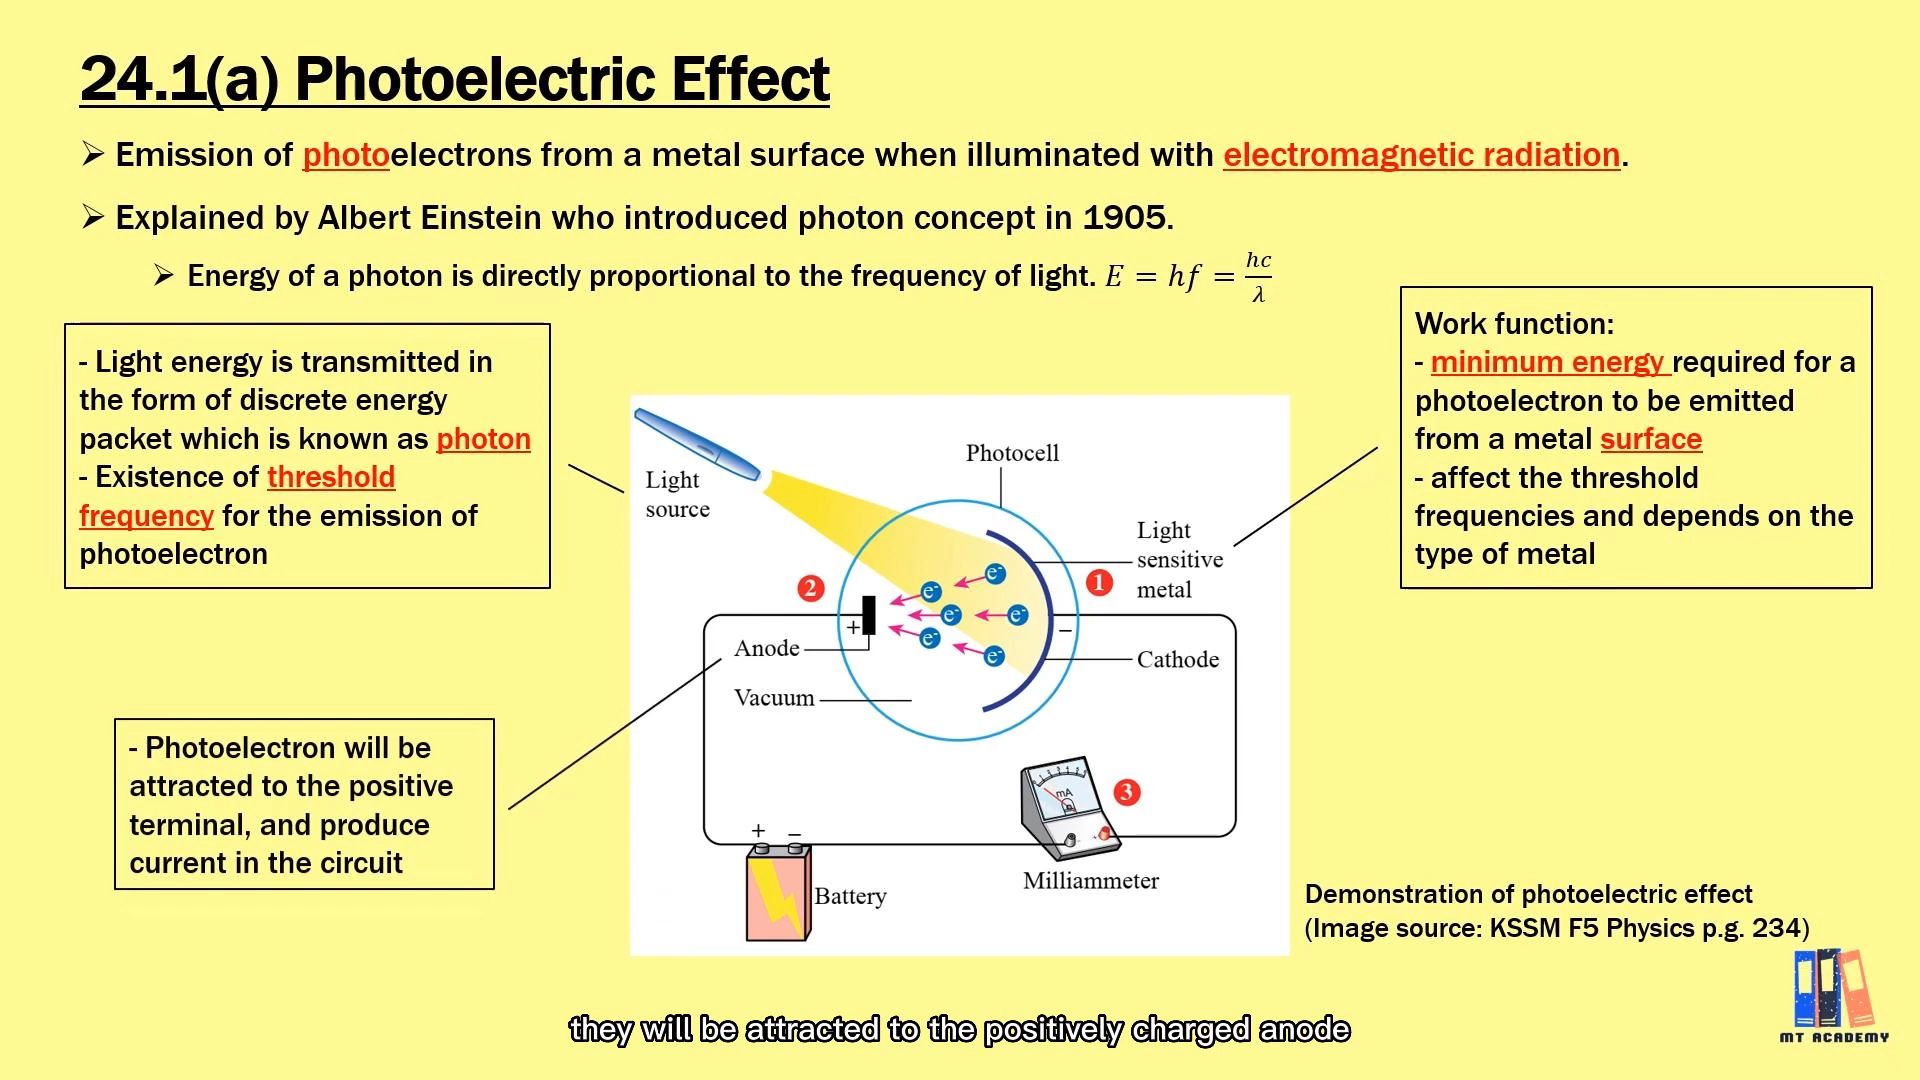 24.1(a) Photoelectric Effect
➢ Emission of photoelectrons from a metal surface when illuminated with electromagnetic radiation.
➢ Explained by Albert Einstein who introduced photon concept in 1905.
➢ Energy of a photon is directly proportional to the frequency of light. E = hf = hc/λ
- Light energy is transmitted in
the form of discrete energy
packet which is known as photon
- Existence of threshold
frequency for the emission of
photoelectron
Work function:
- minimum energy required for a
photoelectron to be emitted
from a metal surface
- affect the threshold
frequencies and depends on the
type of metal
- Photoelectron will be
attracted to the positive
terminal, and produce
current in the circuit
Light
source
Photocell
Light
sensitive
metal
1
2
e⁻
e⁻
e⁻
e⁻
e⁻
e⁻
+
−
Anode
Cathode
Vacuum
mA
3
+ −
Battery
Milliammeter
Demonstration of photoelectric effect
(Image source: KSSM F5 Physics p.g. 234)
MT ACADEMY
they will be attracted to the positively charged anode